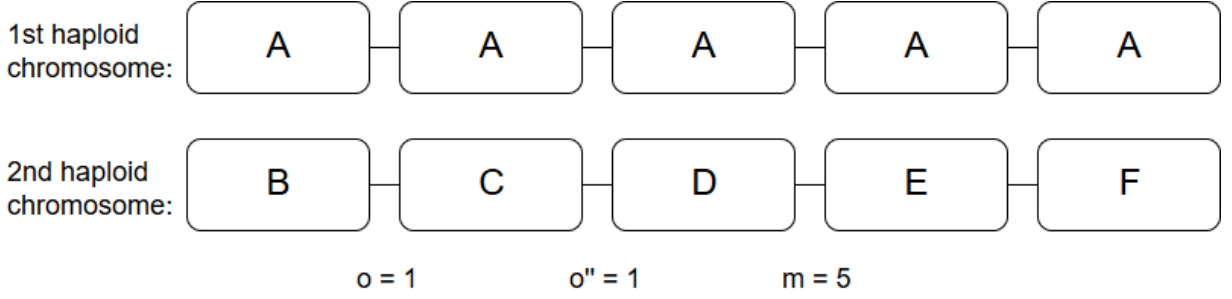 1st haploid
chromosome:
A A A A A
2nd haploid
chromosome:
B C D E F
o = 1 o" = 1 m = 5